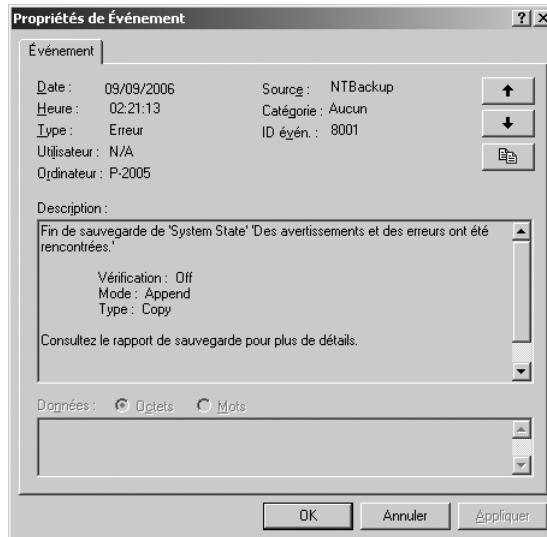 Propriétés de Événement
Événement
Date : 09/09/2006
Source : NTBackup
Heure : 02:21:13
Catégorie : Aucun
Type : Erreur
ID évén. : 8001
Utilisateur : N/A
Ordinateur : P-2005
Description :
Fin de sauvegarde de 'System State' 'Des avertissements et des erreurs ont été
rencontrées.'
Vérification : Off
Mode : Append
Type : Copy
Consultez le rapport de sauvegarde pour plus de détails.
Données : Octets Mots
OK Annuler Appliquer